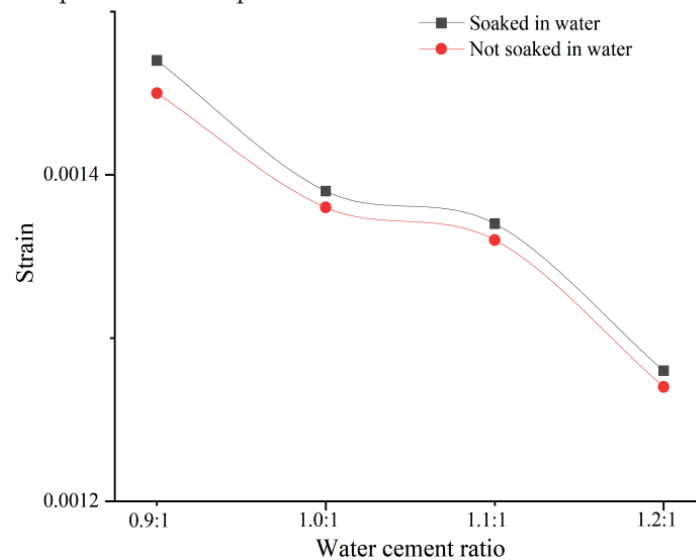 Soaked in water
Not soaked in water
0.0014
0.0012
Strain
0.9:1
1.0:1
1.1:1
1.2:1
Water cement ratio